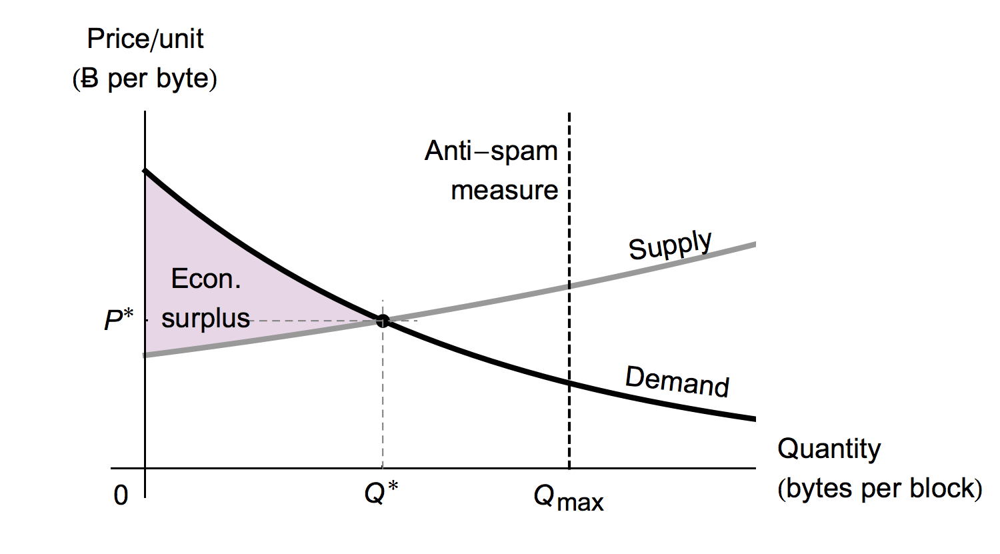 Price/unit
(Ƀ per byte)
Anti–spam
measure
Supply
Econ.
surplus
P*
Demand
Quantity
(bytes per block)
0
Q*
Qmax